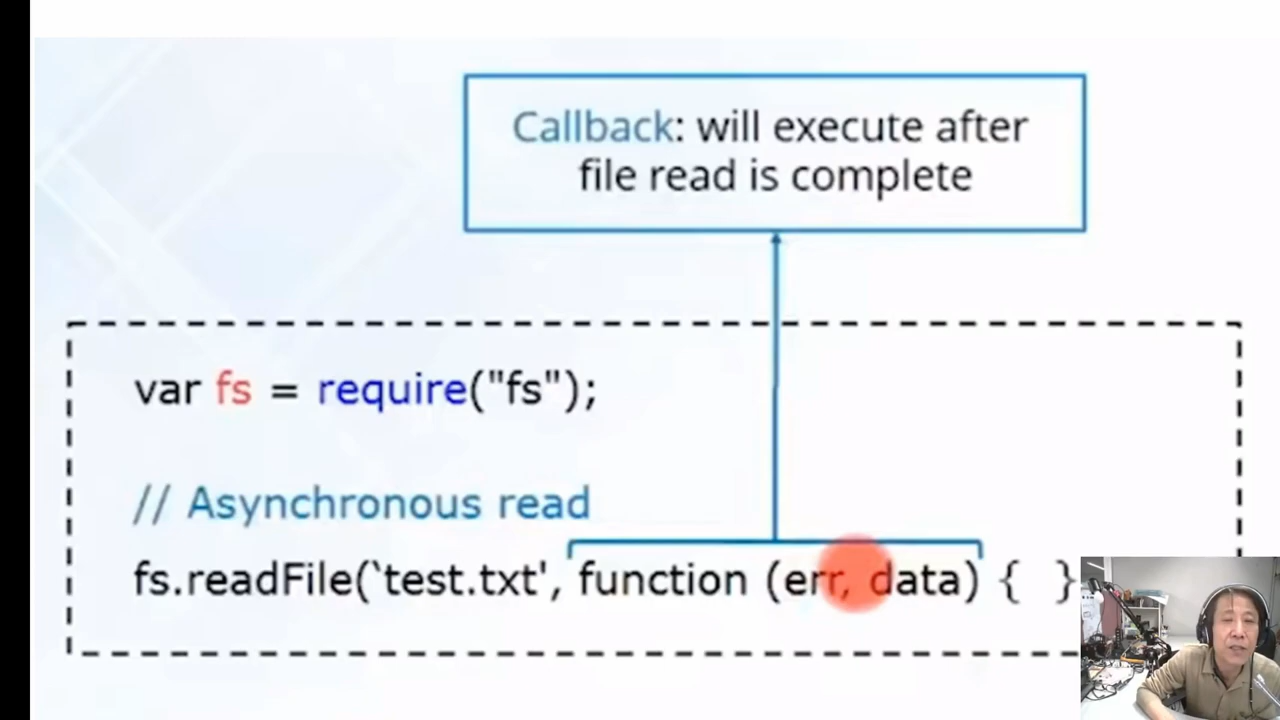 Callback: will execute after
file read is complete
var fs = require("fs");
// Asynchronous read
fs.readFile(‘test.txt', function (err, data) { }